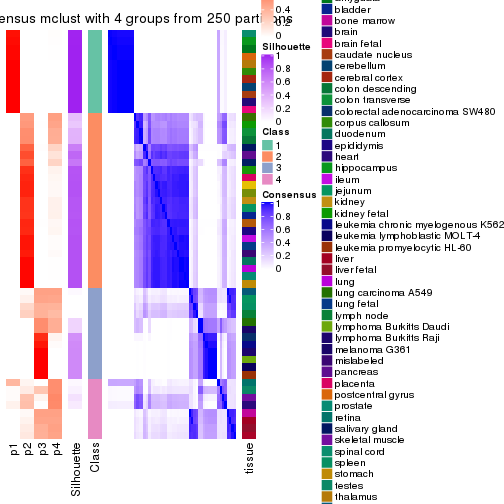 ensus mclust with 4 groups from 250 partitions
0.4
0.2
0
Silhouette
1
0.8
0.6
0.4
0.2
0
Class
1
2
3
4
Consensus
1
0.8
0.6
0.4
0.2
0
bladder
bone marrow
brain
brain fetal
caudate nucleus
cerebellum
cerebral cortex
colon descending
colon transverse
colorectal adenocarcinoma SW480
corpus callosum
duodenum
epididymis
heart
hippocampus
ileum
jejunum
kidney
kidney fetal
leukemia chronic myelogenous K562
leukemia lymphoblastic MOLT-4
leukemia promyelocytic HL-60
liver
liver fetal
lung
lung carcinoma A549
lung fetal
lymph node
lymphoma Burkitts Daudi
lymphoma Burkitts Raji
melanoma G361
mislabeled
pancreas
placenta
postcentral gyrus
prostate
retina
salivary gland
skeletal muscle
spinal cord
spleen
stomach
testes
thalamus
p1
p2
p3
p4
Silhouette
Class
tissue